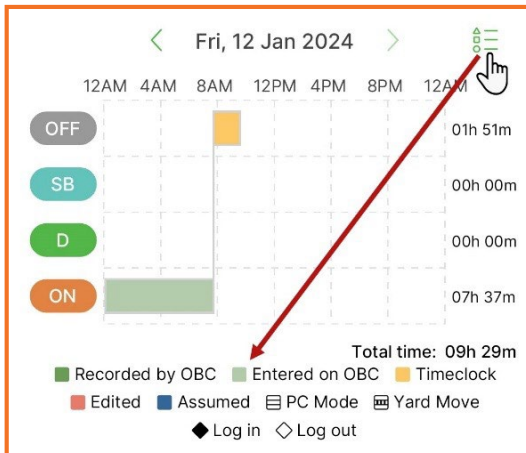 Fri, 12 Jan 2024
12AM 4AM 8AM 12PM 4PM 8PM 12AM
OFF 01h 51m
SB 00h 00m
D 00h 00m
ON 07h 37m
Total time: 09h 29m
Recorded by OBC Entered on OBC Timeclock
Edited Assumed PC Mode Yard Move
Log in Log out